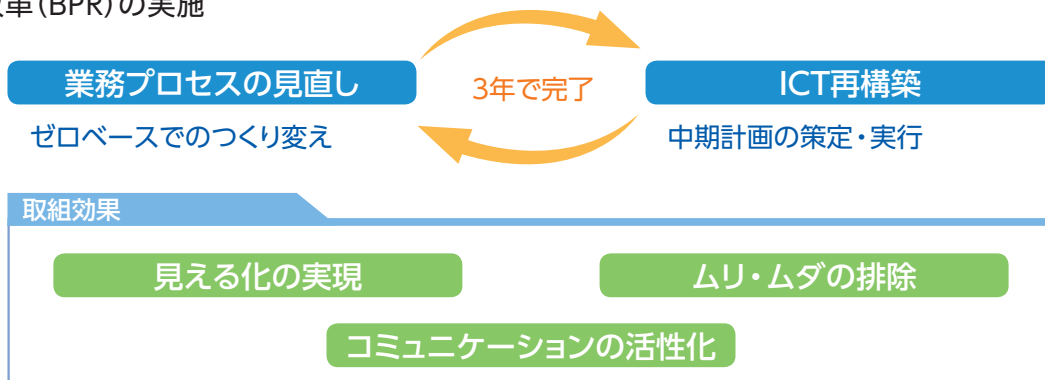 革(BPR)の実施
業務プロセスの見直し
3年で完了
ICT再構築
ゼロベースでのつくり変え
中期計画の策定・実行
取組効果
見える化の実現
ムリ・ムダの排除
コミュニケーションの活性化